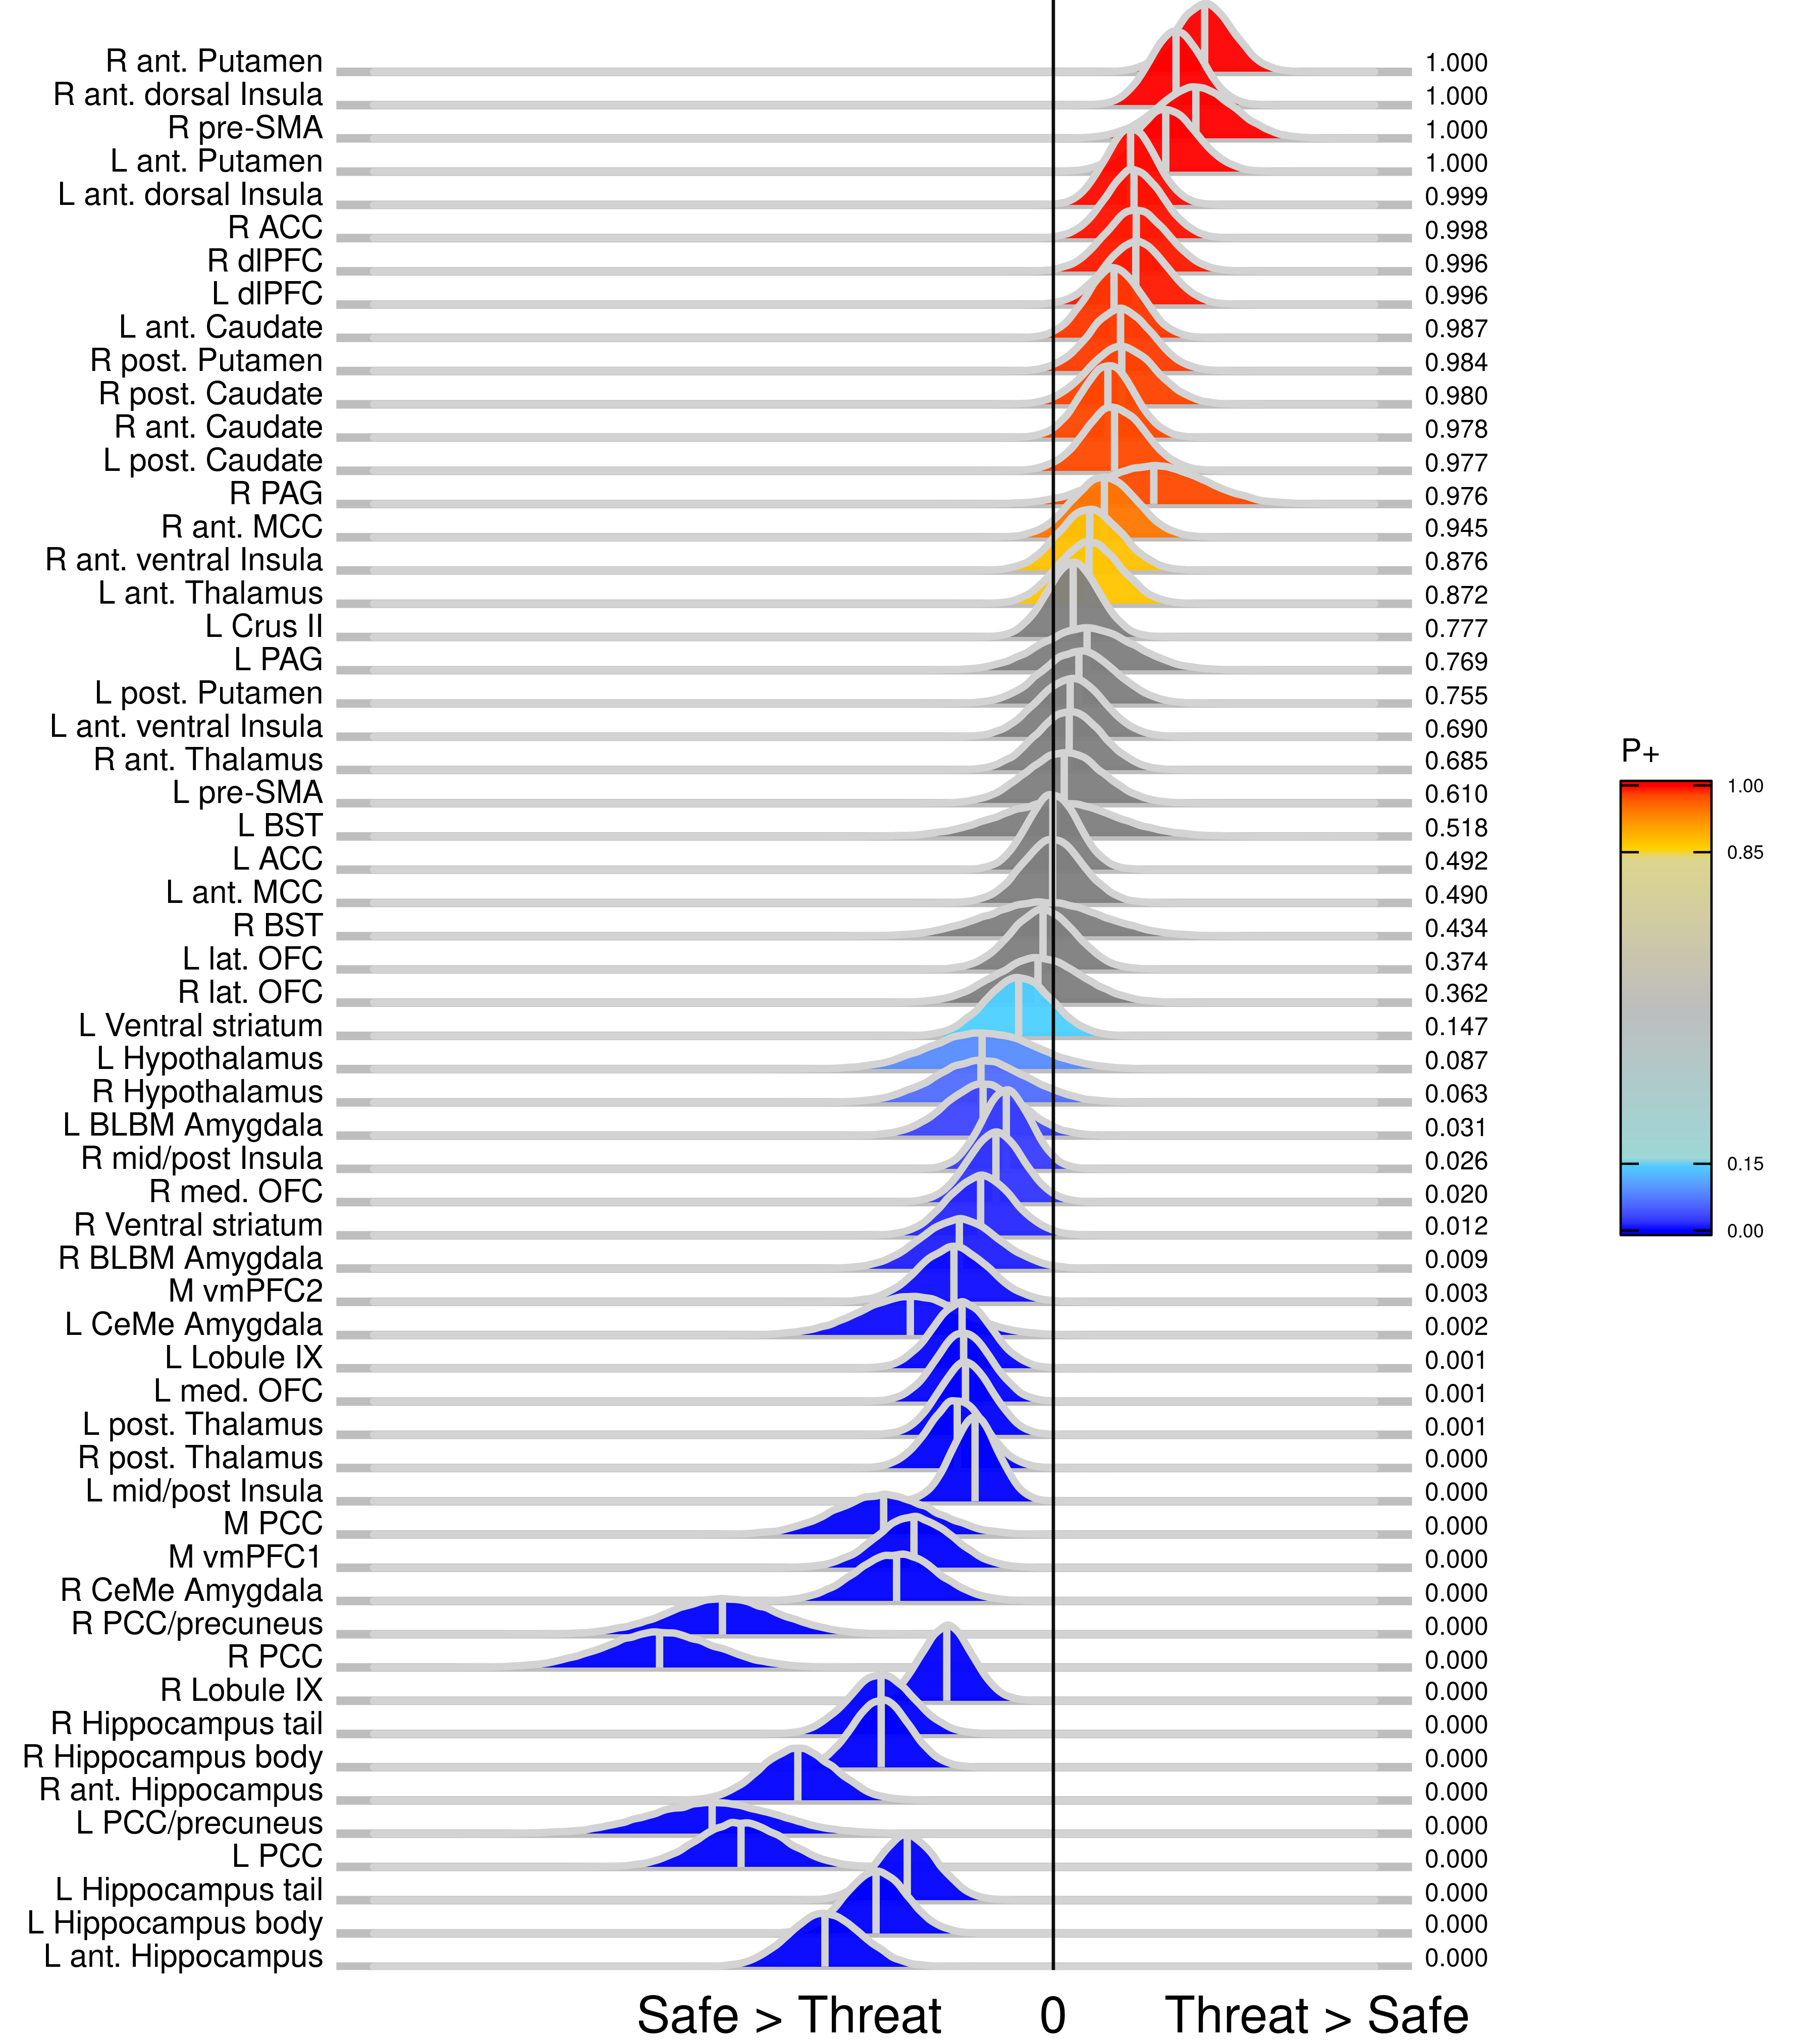 R ant. Putamen 1.000
R ant. dorsal Insula 1.000
R pre-SMA 1.000
L ant. Putamen 1.000
L ant. dorsal Insula 0.999
R ACC 0.998
R dlPFC 0.996
L dlPFC 0.996
L ant. Caudate 0.987
R post. Putamen 0.984
R post. Caudate 0.980
R ant. Caudate 0.978
L post. Caudate 0.977
R PAG 0.976
R ant. MCC 0.945
R ant. ventral Insula 0.876
L ant. Thalamus 0.872
L Crus II 0.777
L PAG 0.769
L post. Putamen 0.755
L ant. ventral Insula 0.690
R ant. Thalamus 0.685
L pre-SMA 0.610
L BST 0.518
L ACC 0.492
L ant. MCC 0.490
R BST 0.434
L lat. OFC 0.374
R lat. OFC 0.362
L Ventral striatum 0.147
L Hypothalamus 0.087
R Hypothalamus 0.063
L BLBM Amygdala 0.031
R mid/post Insula 0.026
R med. OFC 0.020
R Ventral striatum 0.012
R BLBM Amygdala 0.009
M vmPFC2 0.003
L CeMe Amygdala 0.002
L Lobule IX 0.001
L med. OFC 0.001
L post. Thalamus 0.001
R post. Thalamus 0.000
L mid/post Insula 0.000
M PCC 0.000
M vmPFC1 0.000
R CeMe Amygdala 0.000
R PCC/precuneus 0.000
R PCC 0.000
R Lobule IX 0.000
R Hippocampus tail 0.000
R Hippocampus body 0.000
R ant. Hippocampus 0.000
L PCC/precuneus 0.000
L PCC 0.000
L Hippocampus tail 0.000
L Hippocampus body 0.000
L ant. Hippocampus 0.000
Safe > Threat 0 Threat > Safe
P+
1.00
0.85
0.15
0.00